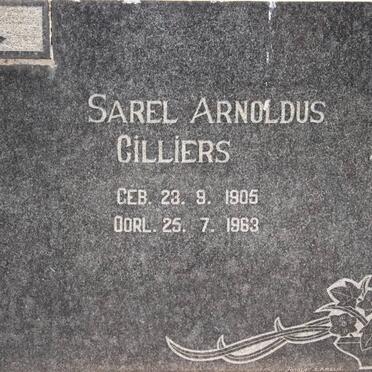 SAREL ARNOLDUS
CILLIERS
GEB. 23. 9. 1905
OORL. 25. 7. 1963